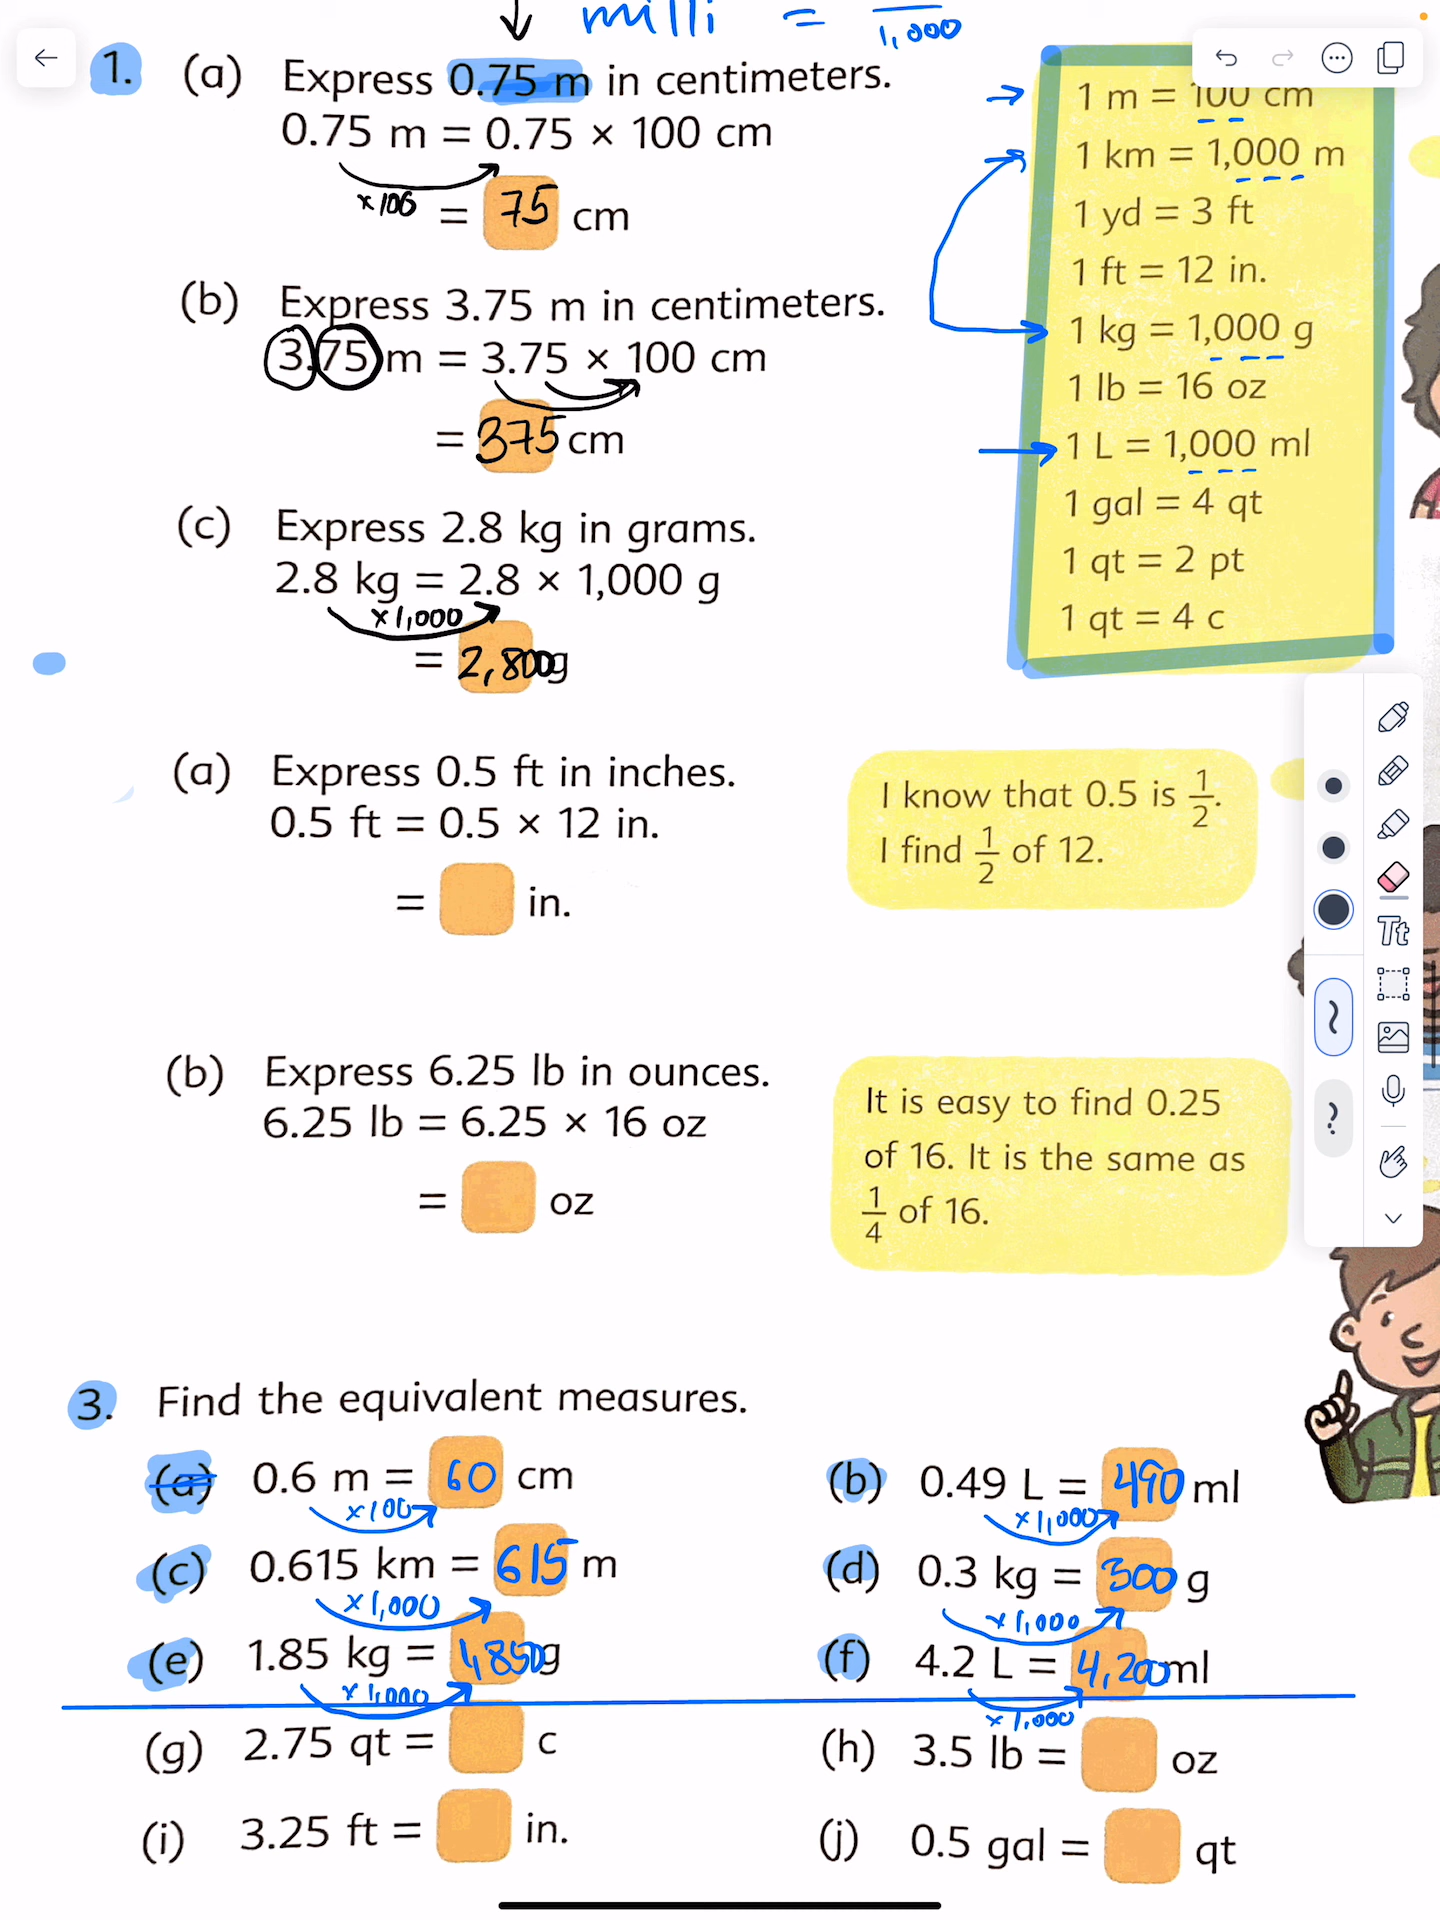 ↓ milli = 1,000
1. (a) Express 0.75 m in centimeters.
0.75 m = 0.75 × 100 cm
×100 = 75 cm
(b) Express 3.75 m in centimeters.
3.75 m = 3.75 × 100 cm
= 375 cm
(c) Express 2.8 kg in grams.
2.8 kg = 2.8 × 1,000 g
×1,000
= 2,800 g
1 m = 100 cm
1 km = 1,000 m
1 yd = 3 ft
1 ft = 12 in.
1 kg = 1,000 g
1 lb = 16 oz
1 L = 1,000 ml
1 gal = 4 qt
1 qt = 2 pt
1 qt = 4 c
(a) Express 0.5 ft in inches.
0.5 ft = 0.5 × 12 in.
= in.
I know that 0.5 is 1/2.
I find 1/2 of 12.
(b) Express 6.25 lb in ounces.
6.25 lb = 6.25 × 16 oz
= oz
It is easy to find 0.25
of 16. It is the same as
1/4 of 16.
Tt
?
3. Find the equivalent measures.
(a) 0.6 m = 60 cm
×100
(b) 0.49 L = 490 ml
×1,000
(c) 0.615 km = 615 m
×1,000
(d) 0.3 kg = 300 g
×1,000
(e) 1.85 kg = 1,850 g
×1,000
(f) 4.2 L = 4,200 ml
×1,000
(g) 2.75 qt = c
(h) 3.5 lb = oz
(i) 3.25 ft = in.
(j) 0.5 gal = qt